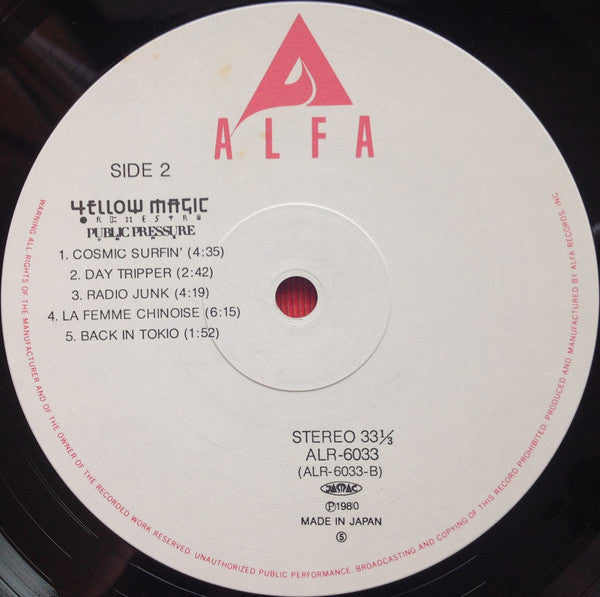 ALFA
SIDE 2
YELLOW MAGIC
ORCHESTRA
PUBLIC PRESSURE
1. COSMIC SURFIN' (4:35)
2. DAY TRIPPER (2:42)
3. RADIO JUNK (4:19)
4. LA FEMME CHINOISE (6:15)
5. BACK IN TOKIO (1:52)
STEREO 33⅓
ALR-6033
(ALR-6033-B)
JASRAC
Ⓟ1980
MADE IN JAPAN
⑤
WARNING ALL RIGHTS OF THE MANUFACTURER AND OF THE OWNER OF THE RECORDED WORK RESERVED. UNAUTHORIZED PUBLIC PERFORMANCE. BROADCASTING AND COPYING OF THIS RECORD PROHIBITED. PRODUCED AND MANUFACTURED BY ALFA RECORDS, INC.